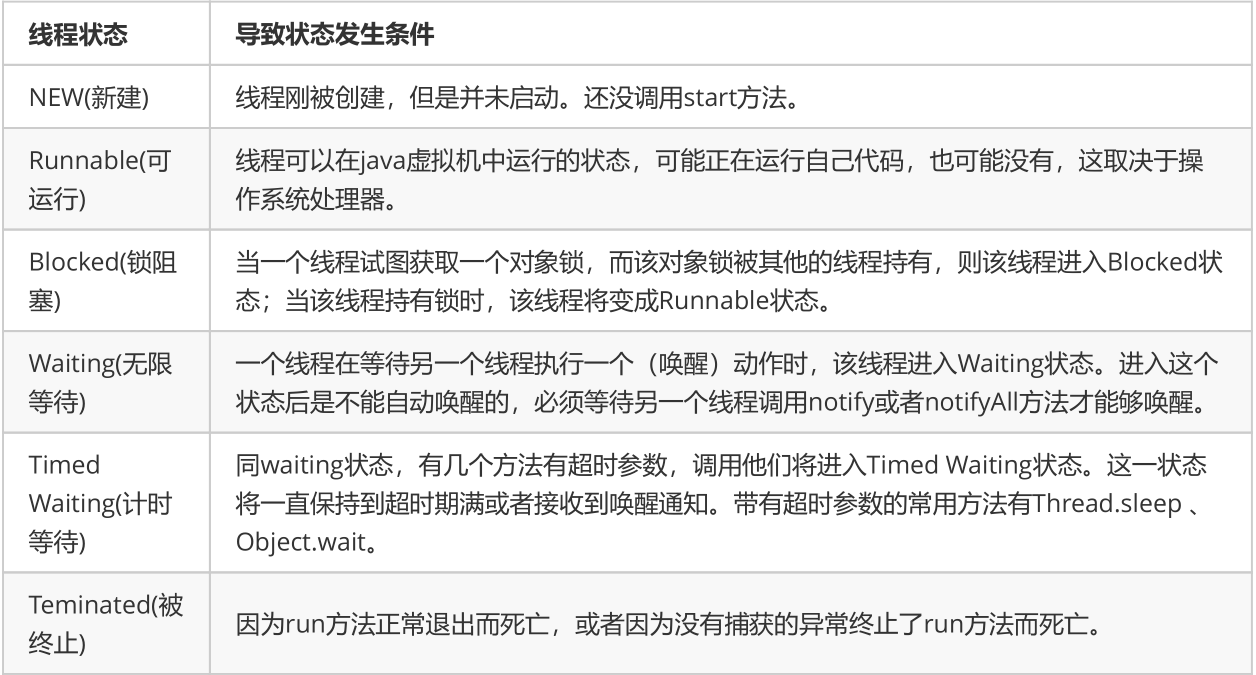 线程状态
导致状态发生条件
NEW(新建)
线程刚被创建，但是并未启动。还没调用start方法。
Runnable(可
运行)
线程可以在java虚拟机中运行的状态，可能正在运行自己代码，也可能没有，这取决于操
作系统处理器。
Blocked(锁阻
塞)
当一个线程试图获取一个对象锁，而该对象锁被其他的线程持有，则该线程进入Blocked状
态；当该线程持有锁时，该线程将变成Runnable状态。
Waiting(无限
等待)
一个线程在等待另一个线程执行一个（唤醒）动作时，该线程进入Waiting状态。进入这个
状态后是不能自动唤醒的，必须等待另一个线程调用notify或者notifyAll方法才能够唤醒。
Timed
Waiting(计时
等待)
同waiting状态，有几个方法有超时参数，调用他们将进入Timed Waiting状态。这一状态
将一直保持到超时期满或者接收到唤醒通知。带有超时参数的常用方法有Thread.sleep 、
Object.wait。
Teminated(被
终止)
因为run方法正常退出而死亡，或者因为没有捕获的异常终止了run方法而死亡。